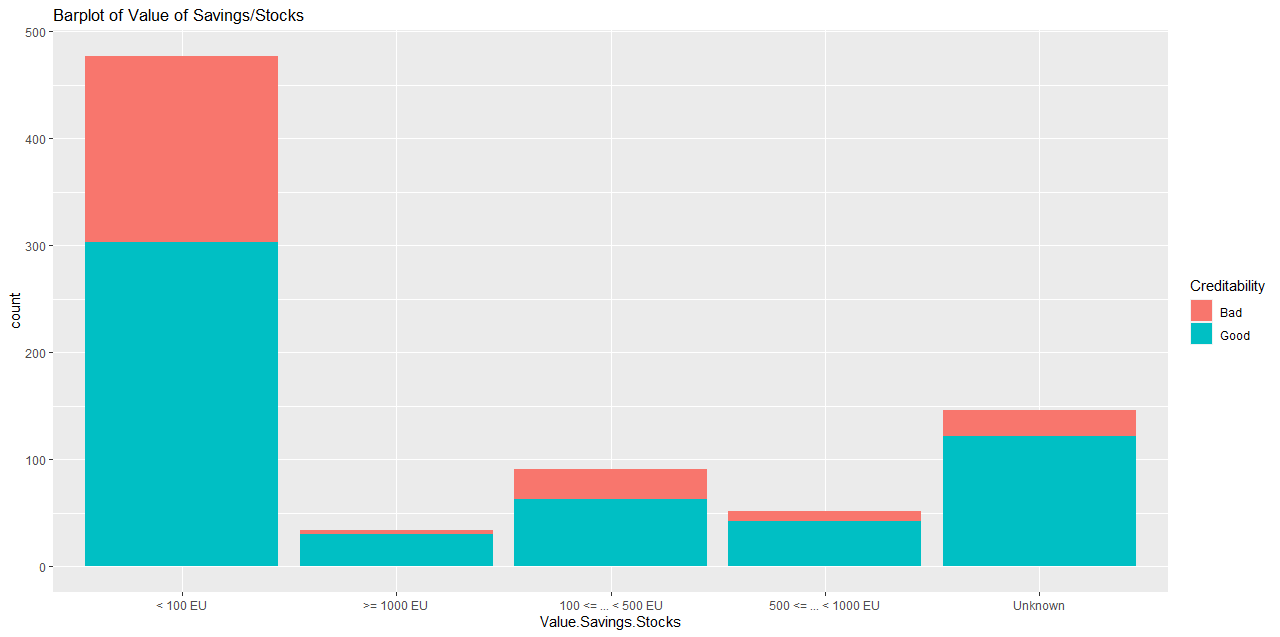 Barplot of Value of Savings/Stocks
500
400
300
200
100
0
count
< 100 EU
>= 1000 EU
100 <= ... < 500 EU
500 <= ... < 1000 EU
Unknown
Value.Savings.Stocks
Creditability
Bad
Good